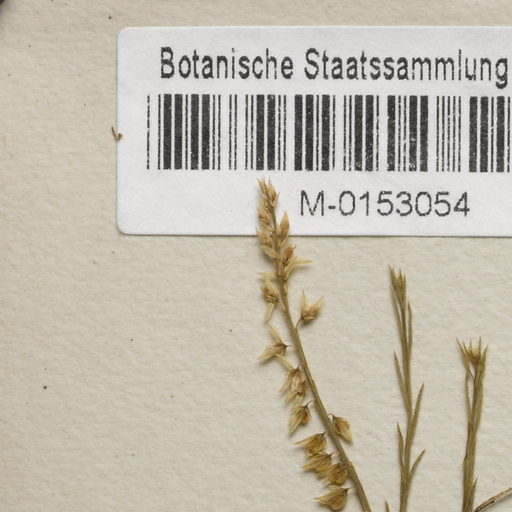 Botanische Staatssammlung
M-0153054